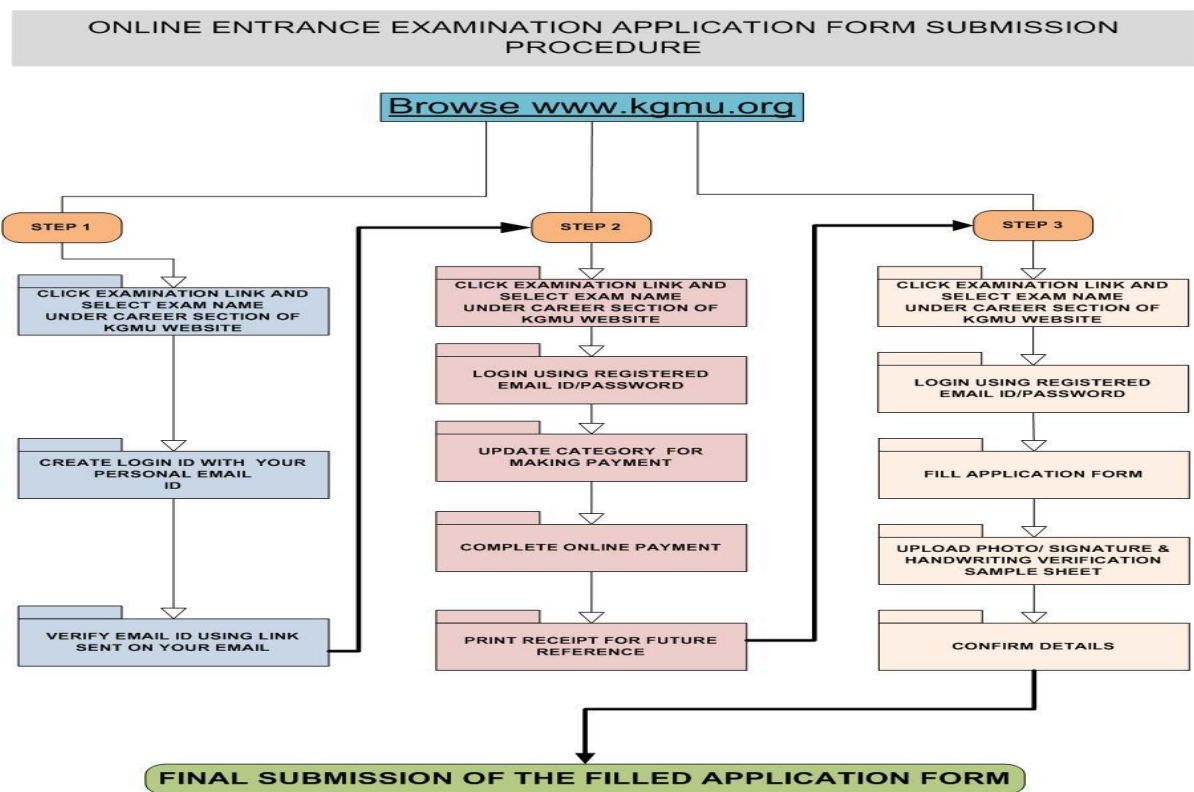 ONLINE ENTRANCE EXAMINATION APPLICATION FORM SUBMISSION
PROCEDURE
Browse www.kgmu.org
STEP 1
CLICK EXAMINATION LINK AND
SELECT EXAM NAME
UNDER CAREER SECTION OF
KGMU WEBSITE
CREATE LOGIN ID WITH YOUR
PERSONAL EMAIL
ID
VERIFY EMAIL ID USING LINK
SENT ON YOUR EMAIL
STEP 2
CLICK EXAMINATION LINK AND
SELECT EXAM NAME
UNDER CAREER SECTION OF
KGMU WEBSITE
LOGIN USING REGISTERED
EMAIL ID/PASSWORD
UPDATE CATEGORY FOR
MAKING PAYMENT
COMPLETE ONLINE PAYMENT
PRINT RECEIPT FOR FUTURE
REFERENCE
STEP 3
CLICK EXAMINATION LINK AND
SELECT EXAM NAME
UNDER CAREER SECTION OF
KGMU WEBSITE
LOGIN USING REGISTERED
EMAIL ID/PASSWORD
FILL APPLICATION FORM
UPLOAD PHOTO/ SIGNATURE &
HANDWRITING VERIFICATION
SAMPLE SHEET
CONFIRM DETAILS
FINAL SUBMISSION OF THE FILLED APPLICATION FORM